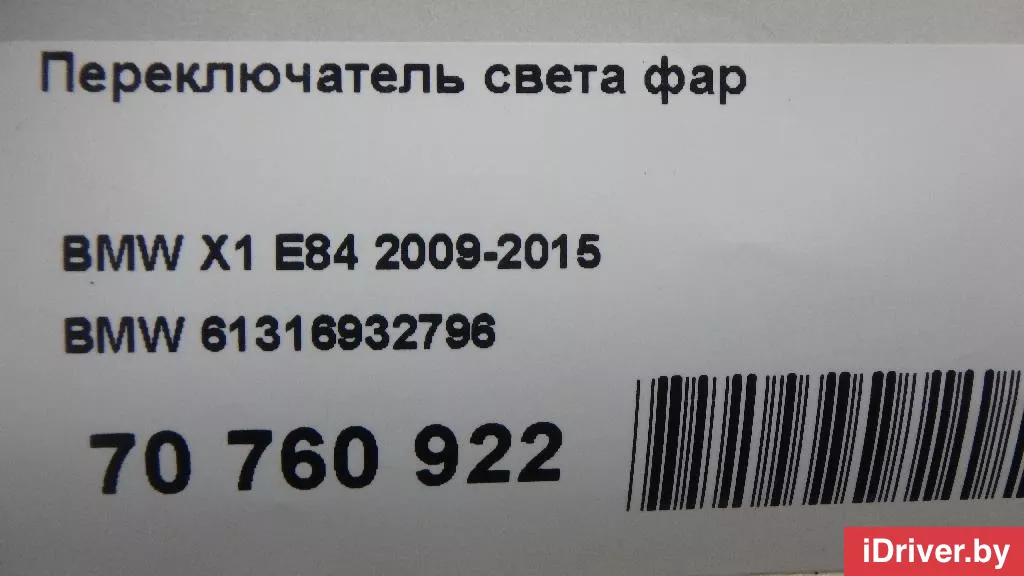 Переключатель света фар
BMW X1 E84 2009-2015
BMW 61316932796
70 760 922
iDriver.by